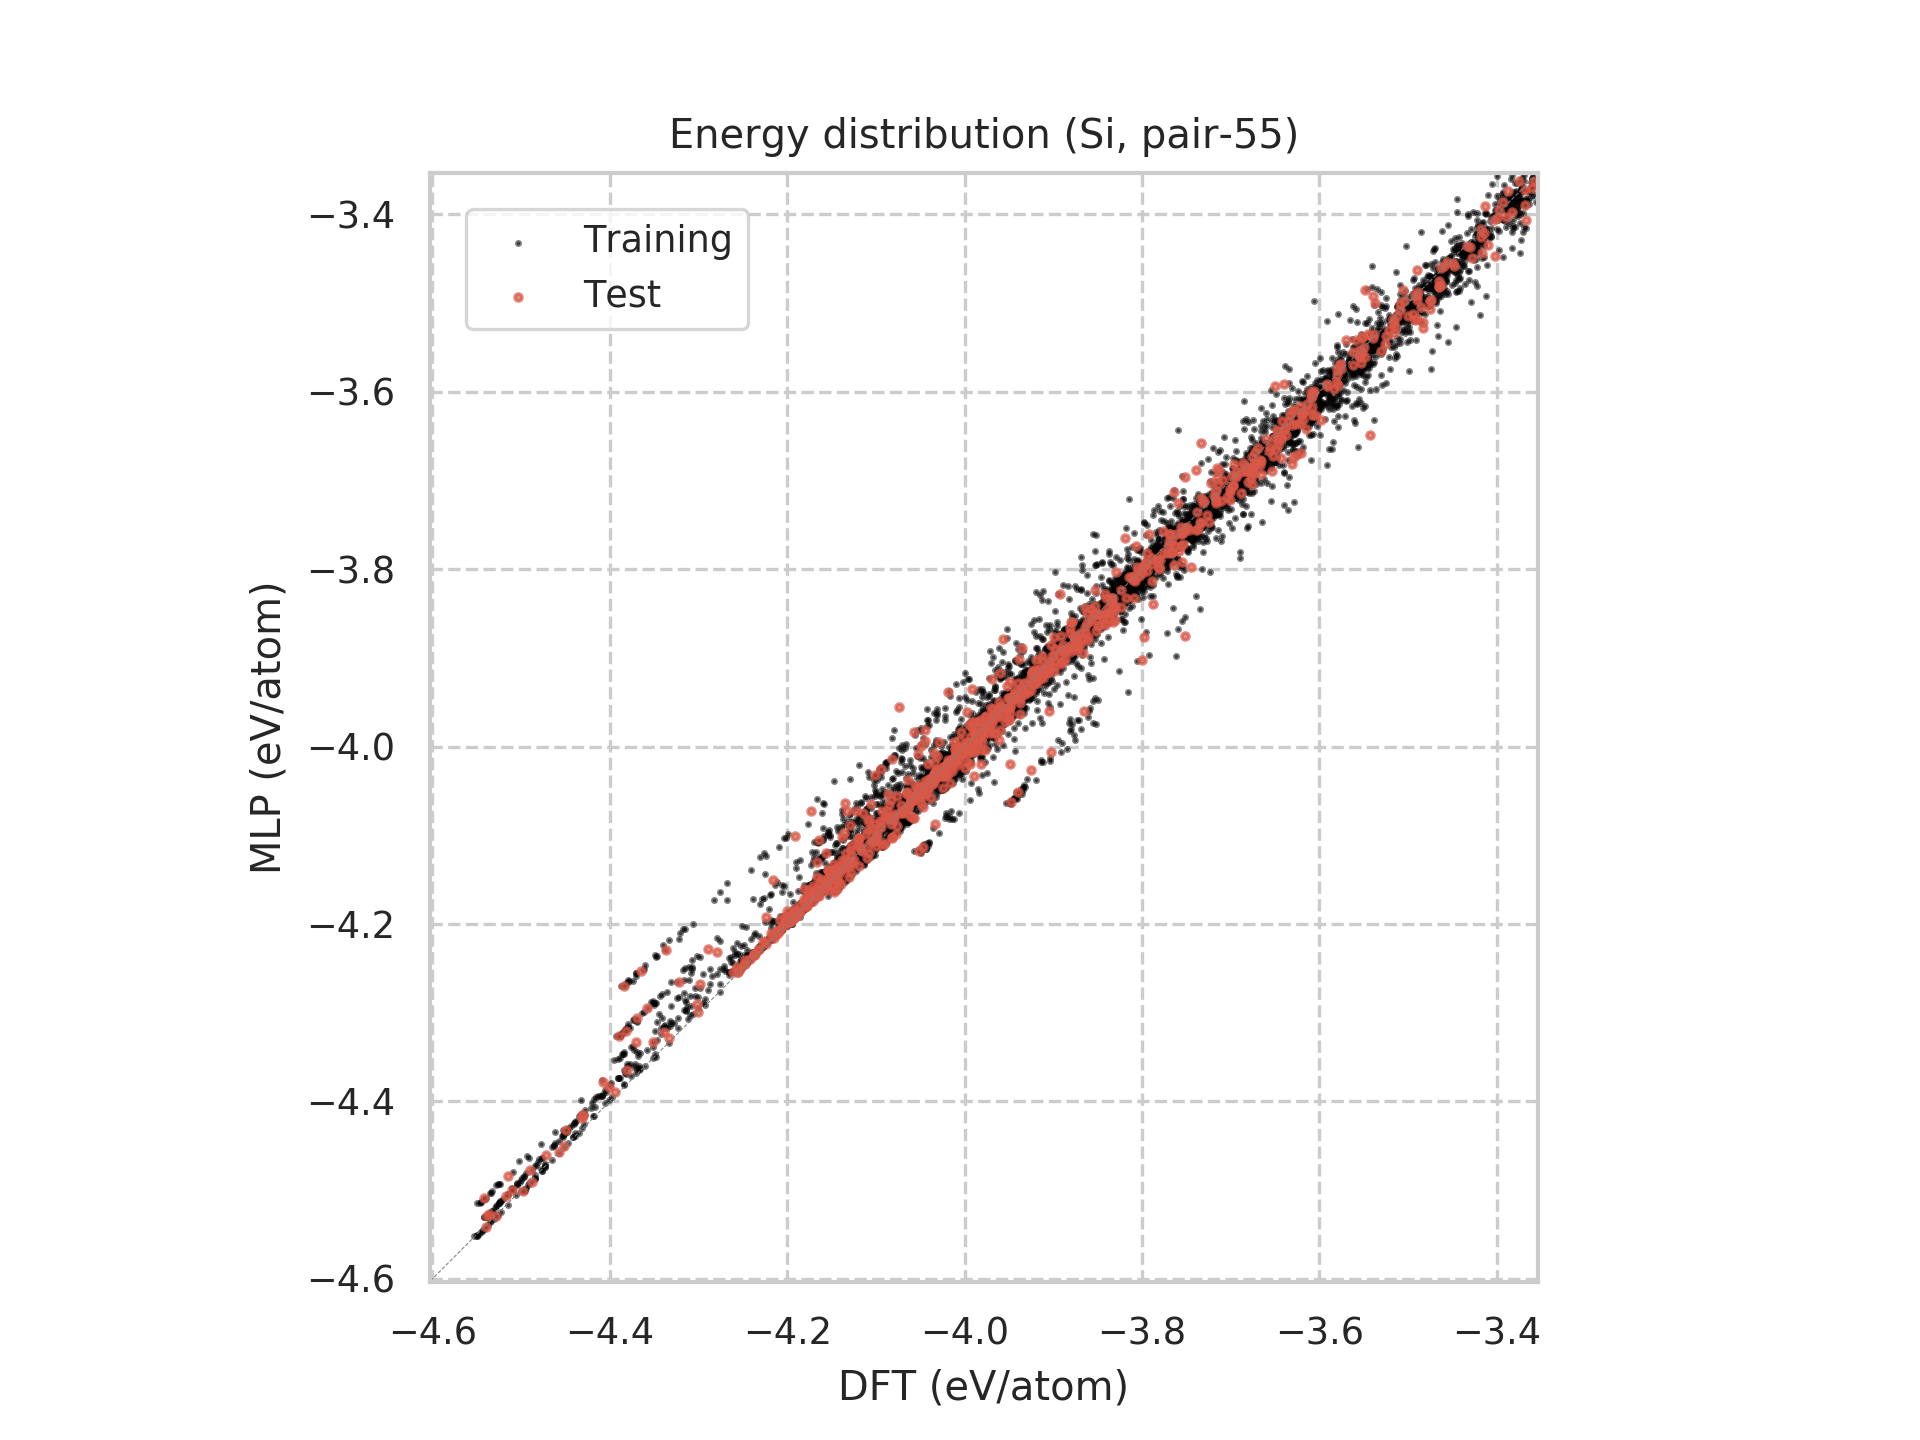 Energy distribution (Si, pair-55)
Training
Test
MLP (eV/atom)
−3.4
−3.6
−3.8
−4.0
−4.2
−4.4
−4.6
−4.6 −4.4 −4.2 −4.0 −3.8 −3.6 −3.4
DFT (eV/atom)